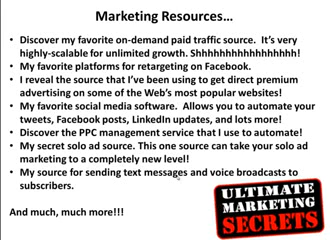 Marketing Resources...
• Discover my favorite on-demand paid traffic source. It's very
highly-scalable for unlimited growth. Shhhhhhhhhhhhhhhhh!
• My favorite platforms for retargeting on Facebook.
• I reveal the source that I've been using to get direct premium
advertising on some of the Web's most popular websites!
• My favorite social media software. Allows you to automate your
tweets, Facebook posts, LinkedIn updates, and lots more!
• Discover the PPC management service that I use to automate!
• My secret solo ad source. This one source can take your solo ad
marketing to a completely new level!
• My source for sending text messages and voice broadcasts to
subscribers.
And much, much more!!!
ULTIMATE
MARKETING
SECRETS